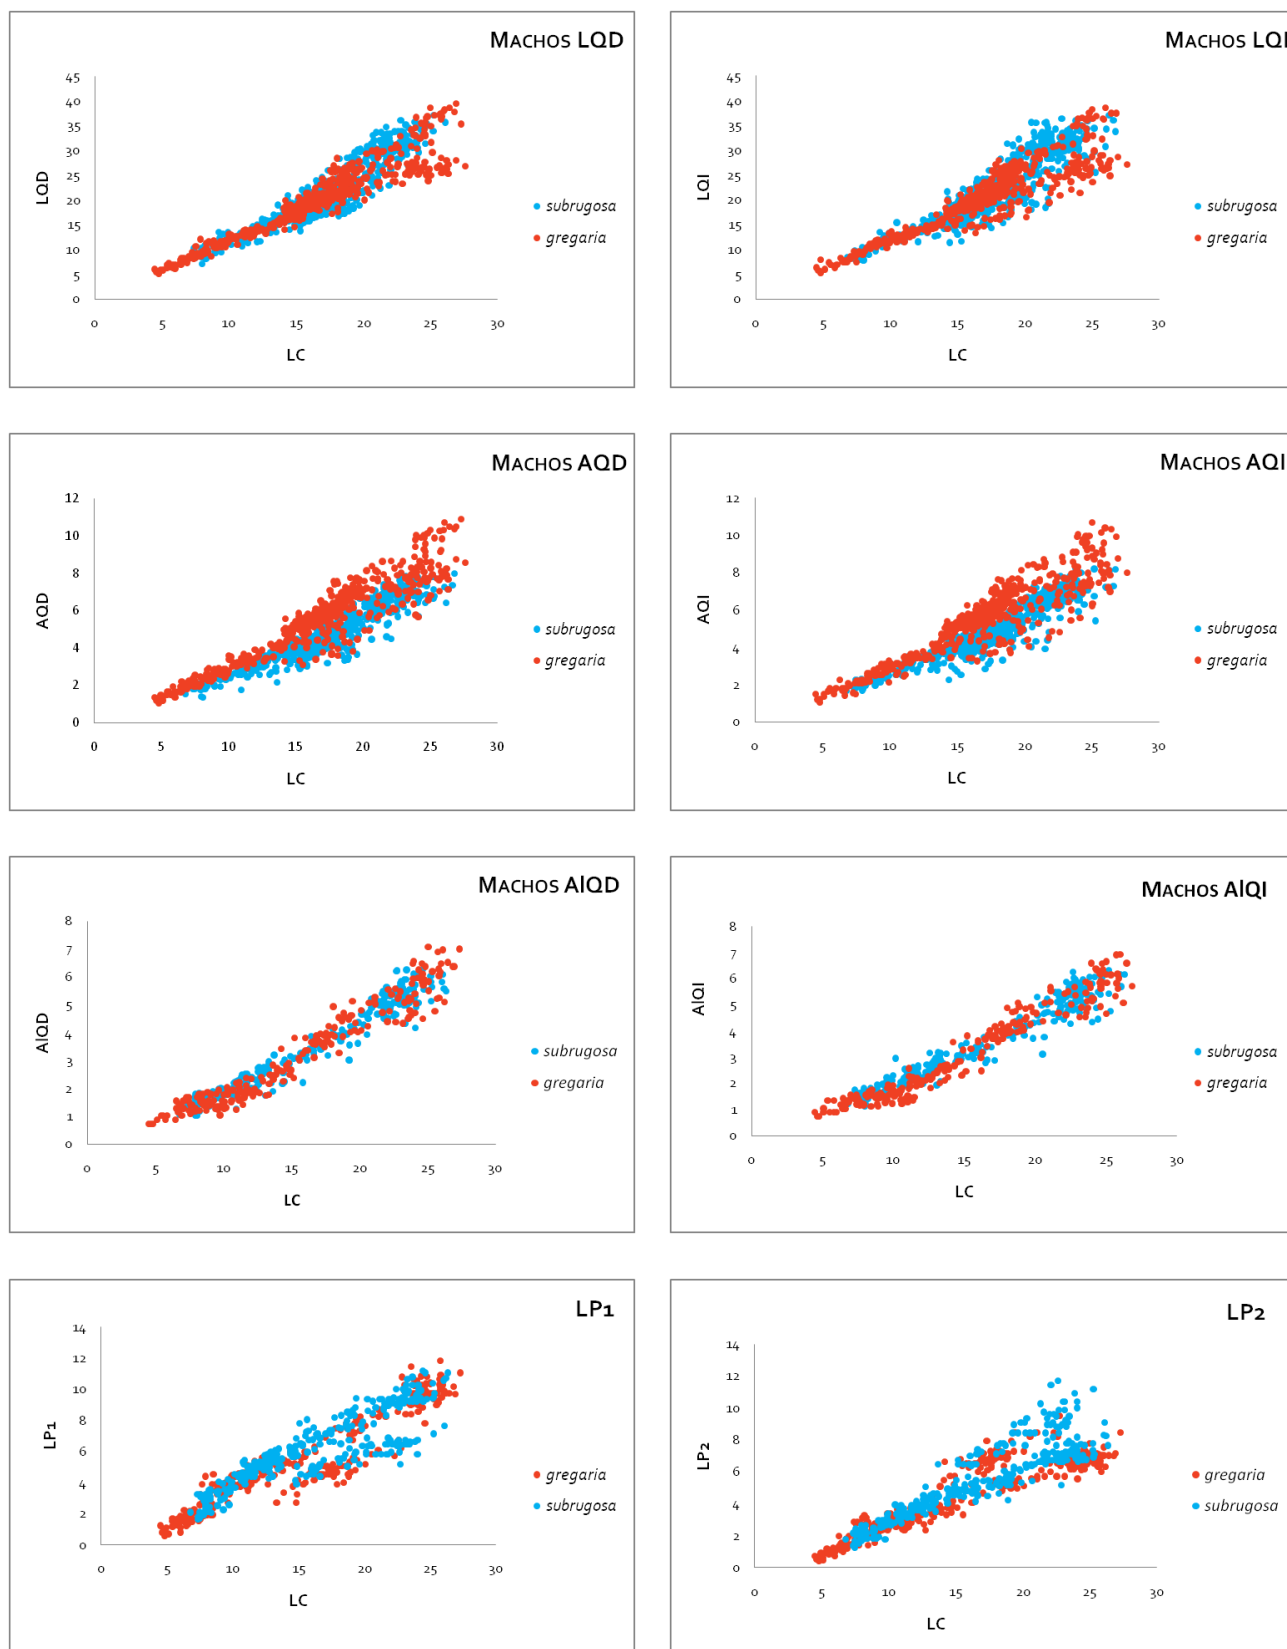 MACHOS LQD
45
40
35
30
25
20
15
10
5
0
LQD
0 5 10 15 20 25 30
LC
subrugosa
gregaria
MACHOS LQI
45
40
35
30
25
20
15
10
5
0
LQI
0 5 10 15 20 25 30
LC
subrugosa
gregaria
MACHOS AQD
12
10
8
6
4
2
0
AQD
0 5 10 15 20 25 30
LC
subrugosa
gregaria
MACHOS AQI
12
10
8
6
4
2
0
AQI
0 5 10 15 20 25 30
LC
subrugosa
gregaria
MACHOS AlQD
8
7
6
5
4
3
2
1
0
AlQD
0 5 10 15 20 25 30
LC
subrugosa
gregaria
MACHOS AlQI
8
7
6
5
4
3
2
1
0
AlQI
0 5 10 15 20 25 30
LC
subrugosa
gregaria
LP1
14
12
10
8
6
4
2
0
LP1
0 5 10 15 20 25 30
LC
gregaria
subrugosa
LP2
14
12
10
8
6
4
2
0
LP2
0 5 10 15 20 25 30
LC
gregaria
subrugosa